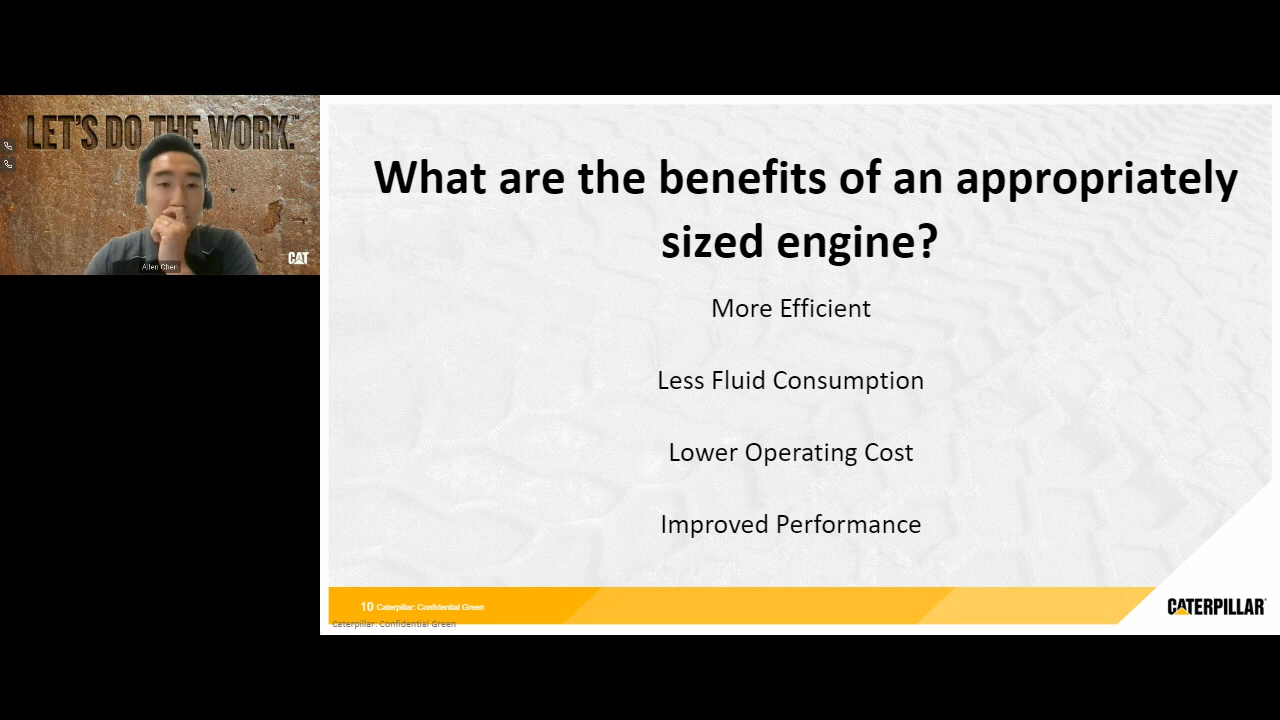 LET'S DO THE WORK.™
CAT
Allen Chen
What are the benefits of an appropriately
sized engine?
More Efficient
Less Fluid Consumption
Lower Operating Cost
Improved Performance
10 Caterpillar: Confidential Green
Caterpillar: Confidential Green
CATERPILLAR®